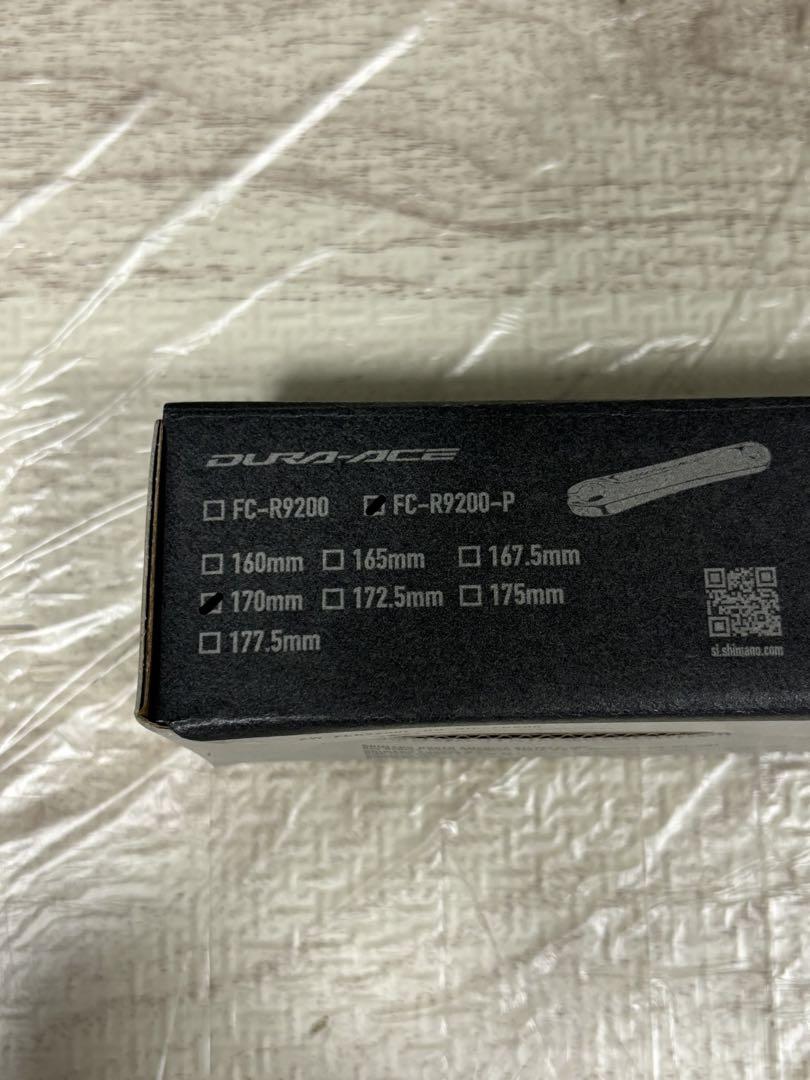 DURA-ACE
FC-R9200 FC-R9200-P
160mm 165mm 167.5mm
170mm 172.5mm 175mm
177.5mm
si.shimano.com